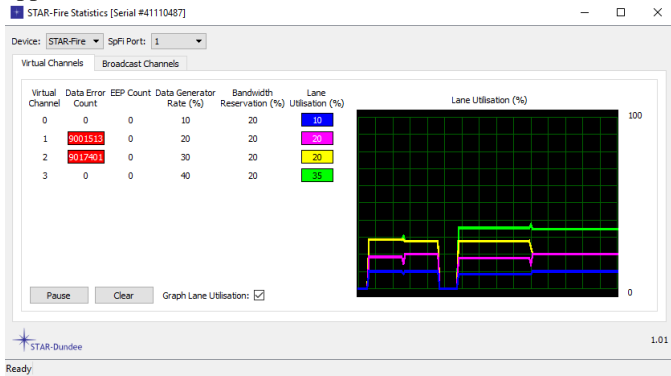 STAR-Fire Statistics [Serial #41110487]
Device: STAR-Fire SpFi Port: 1
Virtual Channels Broadcast Channels
Virtual Data Error EEP Count Data Generator Bandwidth Lane
Channel Count Rate (%) Reservation (%) Utilisation (%)
Lane Utilisation (%)
0 0 0 10 20 10
100
1 9001513 0 20 20 20
2 9017401 0 30 20 20
3 0 0 40 20 35
Pause Clear Graph Lane Utilisation:
0
STAR-Dundee
1.01
Ready